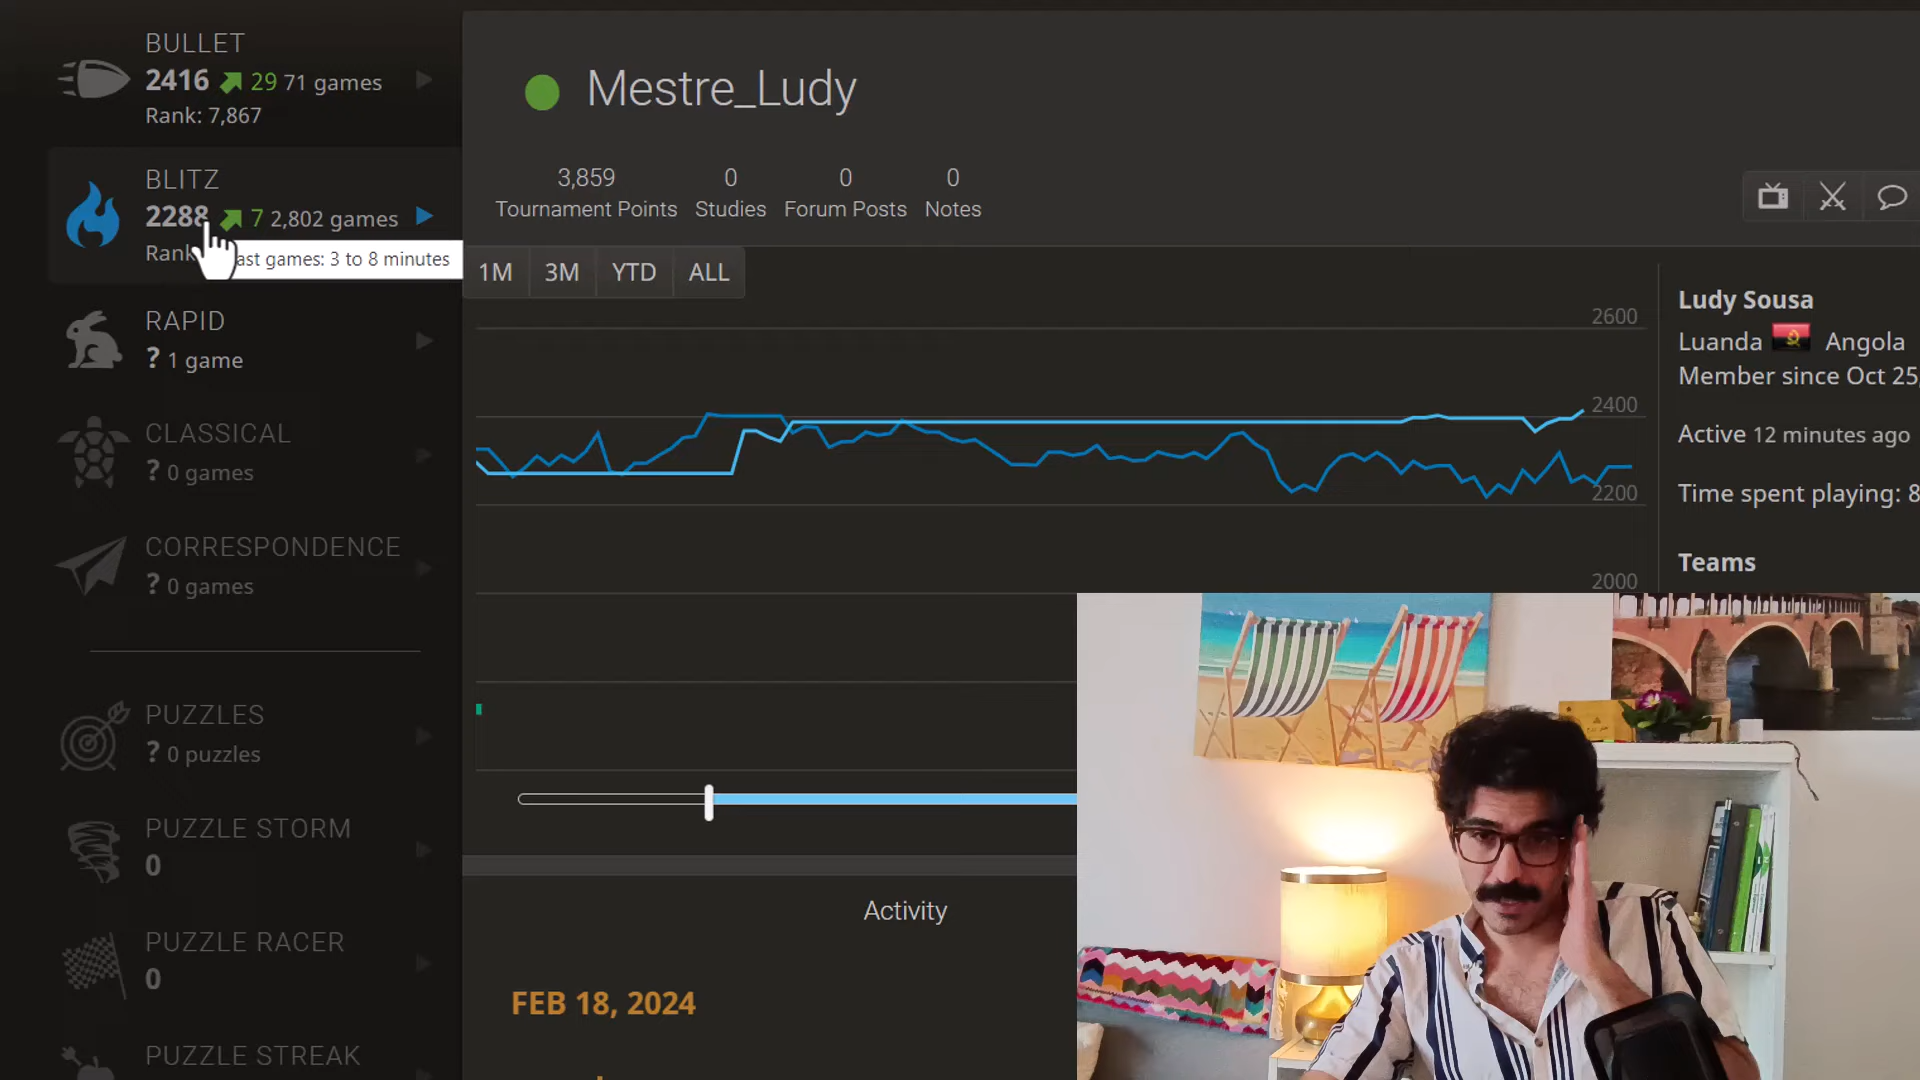 BULLET
2416 29 71 games
Rank: 7,867
BLITZ
2288 7 2,802 games
Rank
ast games: 3 to 8 minutes
RAPID
? 1 game
CLASSICAL
? 0 games
CORRESPONDENCE
? 0 games
PUZZLES
? 0 puzzles
PUZZLE STORM
0
PUZZLE RACER
0
PUZZLE STREAK
Mestre_Ludy
3,859 0 0 0
Tournament Points Studies Forum Posts Notes
1M 3M YTD ALL
2600
2400
2200
2000
Ludy Sousa
Luanda Angola
Member since Oct 25,
Active 12 minutes ago
Time spent playing: 8
Teams
Activity
FEB 18, 2024